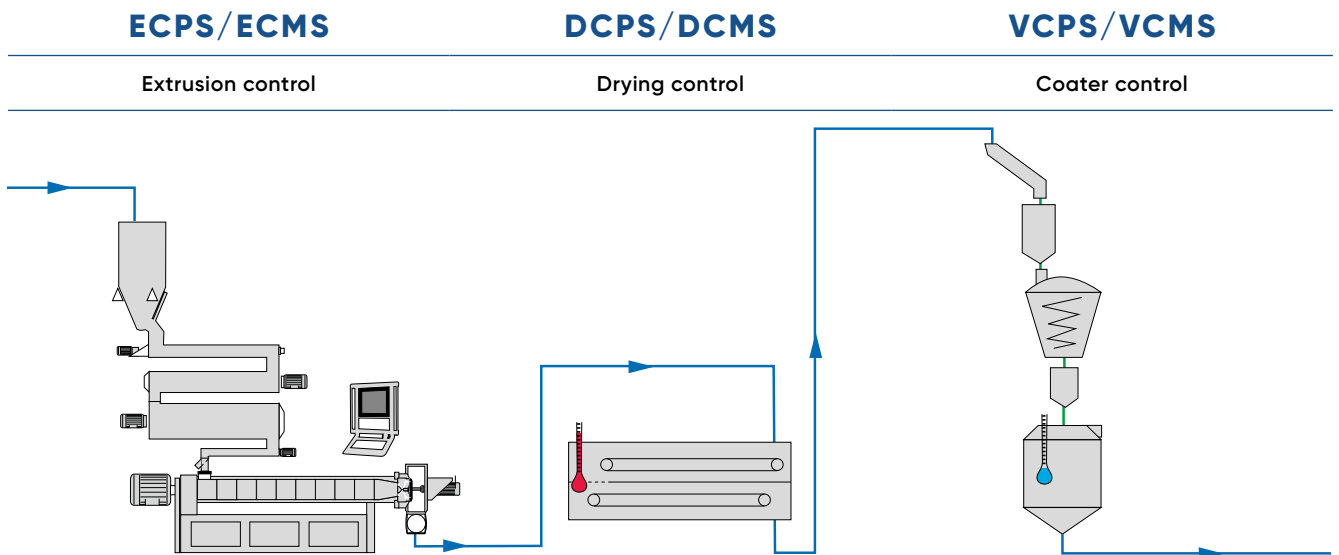 ECPS/ECMS DCPS/DCMS VCPS/VCMS
Extrusion control Drying control Coater control